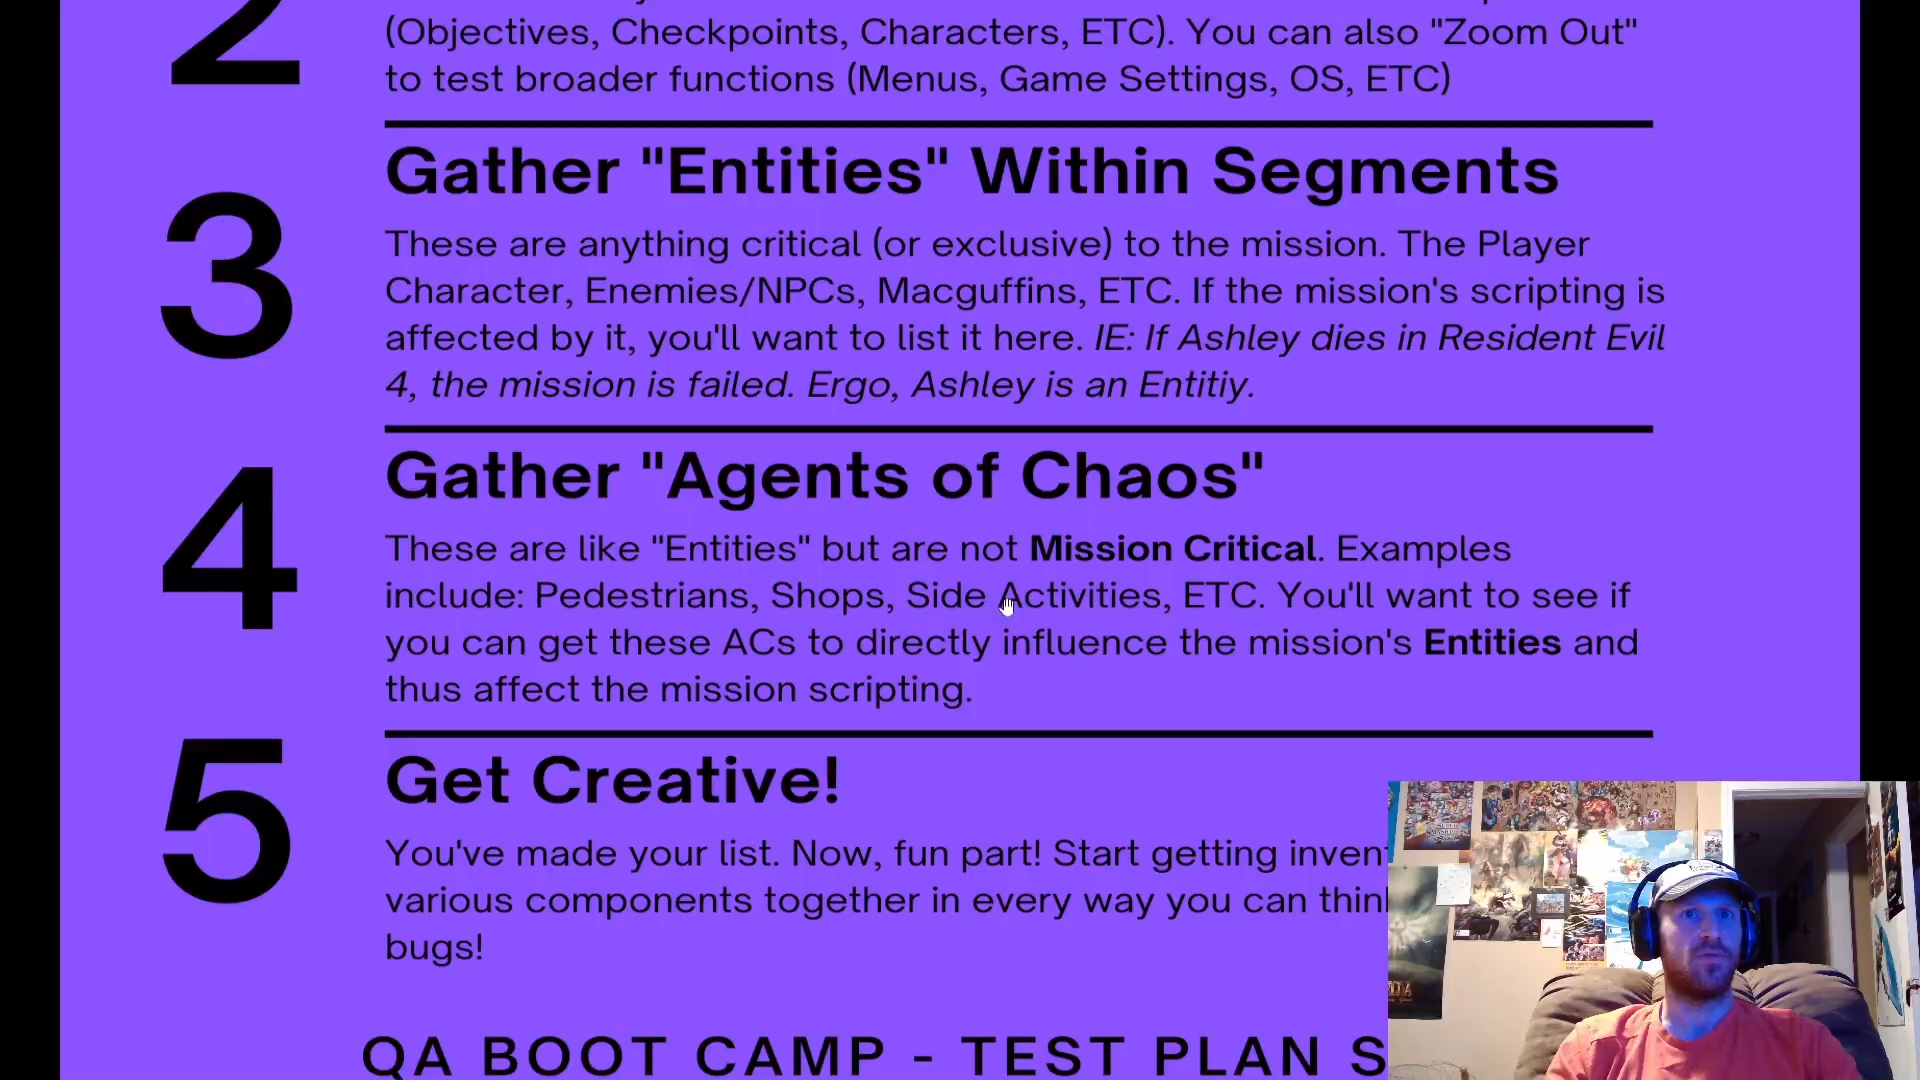 2
(Objectives, Checkpoints, Characters, ETC). You can also "Zoom Out"
to test broader functions (Menus, Game Settings, OS, ETC)
3
Gather "Entities" Within Segments
These are anything critical (or exclusive) to the mission. The Player
Character, Enemies/NPCs, Macguffins, ETC. If the mission's scripting is
affected by it, you'll want to list it here. IE: If Ashley dies in Resident Evil
4, the mission is failed. Ergo, Ashley is an Entitiy.
4
Gather "Agents of Chaos"
These are like "Entities" but are not Mission Critical. Examples
include: Pedestrians, Shops, Side Activities, ETC. You'll want to see if
you can get these ACs to directly influence the mission's Entities and
thus affect the mission scripting.
5
Get Creative!
You've made your list. Now, fun part! Start getting inven
various components together in every way you can thin
bugs!
QA BOOT CAMP - TEST PLAN S